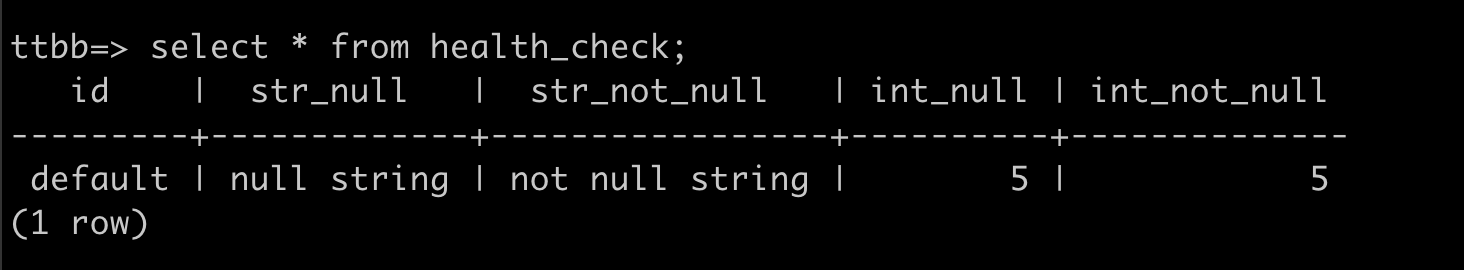 ttbb=> select * from health_check;
   id    |  str_null   |  str_not_null   | int_null | int_not_null
---------+-------------+-----------------+----------+--------------
 default | null string | not null string |        5 |            5
(1 row)